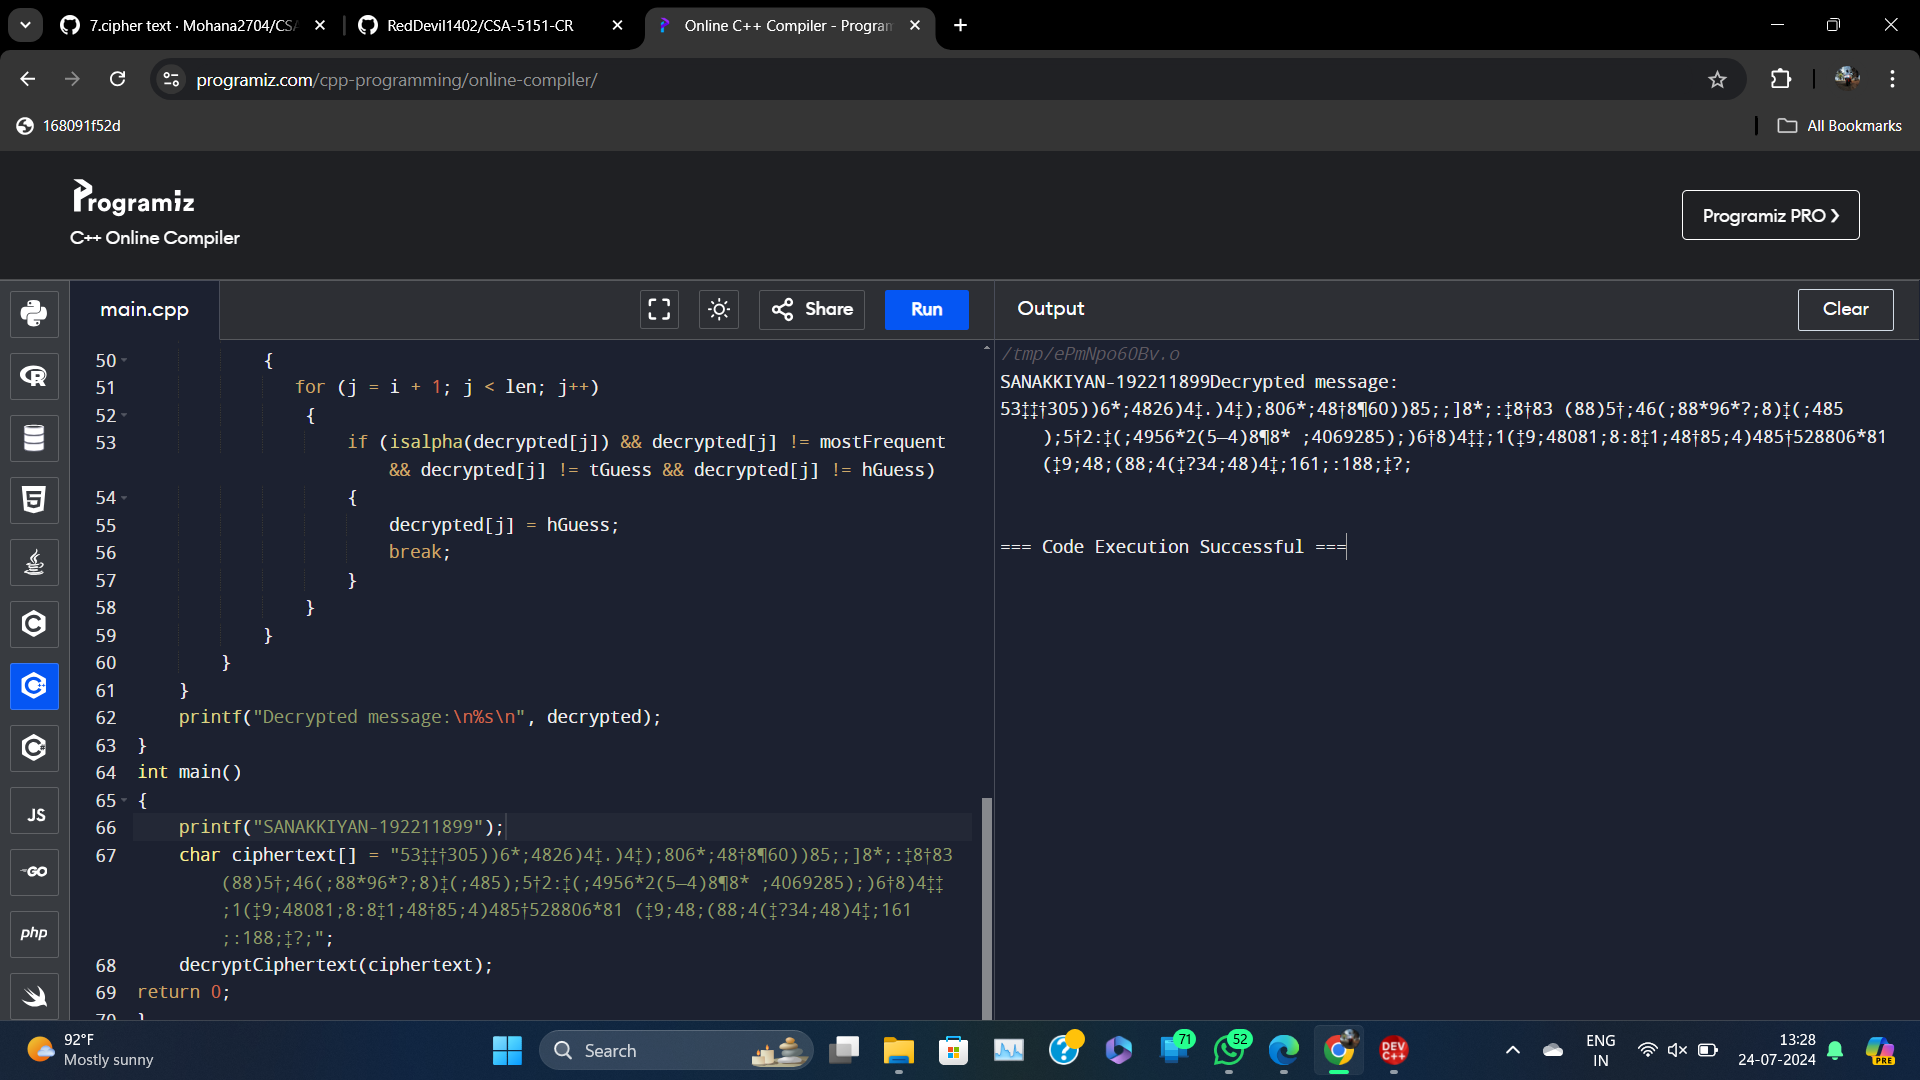 7.cipher text · Mohana2704/CSA
RedDevil1402/CSA-5151-CR
Online C++ Compiler - Program
programiz.com/cpp-programming/online-compiler/
168091f52d
All Bookmarks
Programiz
C++ Online Compiler
Programiz PRO ❯
main.cpp
Share
Run
Output
Clear
50 {
51 for (j = i + 1; j < len; j++)
52 {
53 if (isalpha(decrypted[j]) && decrypted[j] != mostFrequent
&& decrypted[j] != tGuess && decrypted[j] != hGuess)
54 {
55 decrypted[j] = hGuess;
56 break;
57 }
58 }
59 }
60 }
61 }
62 printf("Decrypted message:\n%s\n", decrypted);
63 }
64 int main()
65 {
66 printf("SANAKKIYAN-192211899");
67 char ciphertext[] = "53‡‡†305))6*;4826)4‡.)4‡);806*;48†8¶60))85;;]8*;:‡8†83
(88)5†;46(;88*96*?;8)‡(;485);5†2:‡(;4956*2(5—4)8¶8* ;4069285);)6†8)4‡‡
;1(‡9;48081;8:8‡1;48†85;4)485†528806*81 (‡9;48;(88;4(‡?34;48)4‡;161
;:188;‡?;";
68 decryptCiphertext(ciphertext);
69 return 0;
70 }
/tmp/ePmNpo6OBv.o
SANAKKIYAN-192211899Decrypted message:
53‡‡†305))6*;4826)4‡.)4‡);806*;48†8¶60))85;;]8*;:‡8†83 (88)5†;46(;88*96*?;8)‡(;485
);5†2:‡(;4956*2(5—4)8¶8* ;4069285);)6†8)4‡‡;1(‡9;48081;8:8‡1;48†85;4)485†528806*81
(‡9;48;(88;4(‡?34;48)4‡;161;:188;‡?;
=== Code Execution Successful ===
JS
GO
php
92°F
Mostly sunny
Search
71
52
DEV
C++
ENG
IN
13:28
24-07-2024
PRE